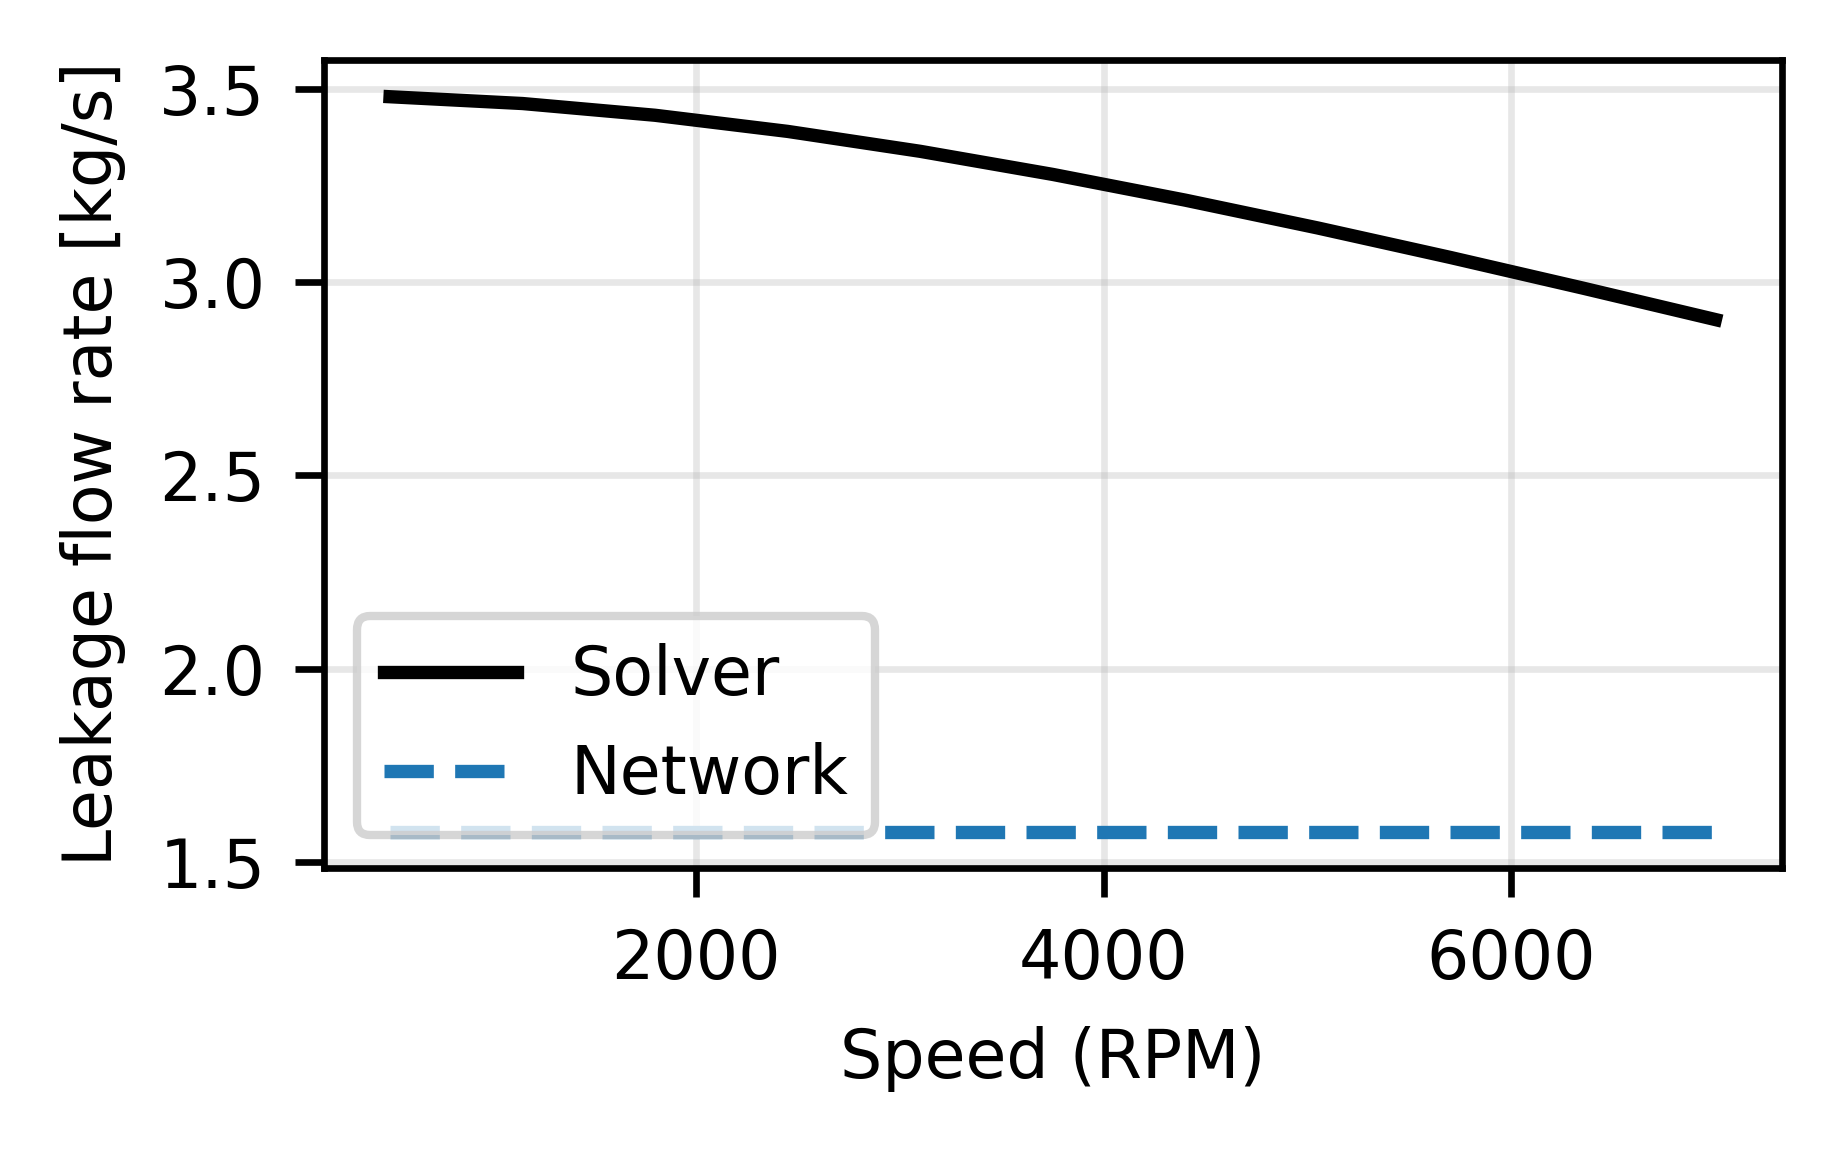 Leakage flow rate [kg/s]
3.5
3.0
2.5
2.0
1.5
Solver
Network
2000 4000 6000
Speed (RPM)